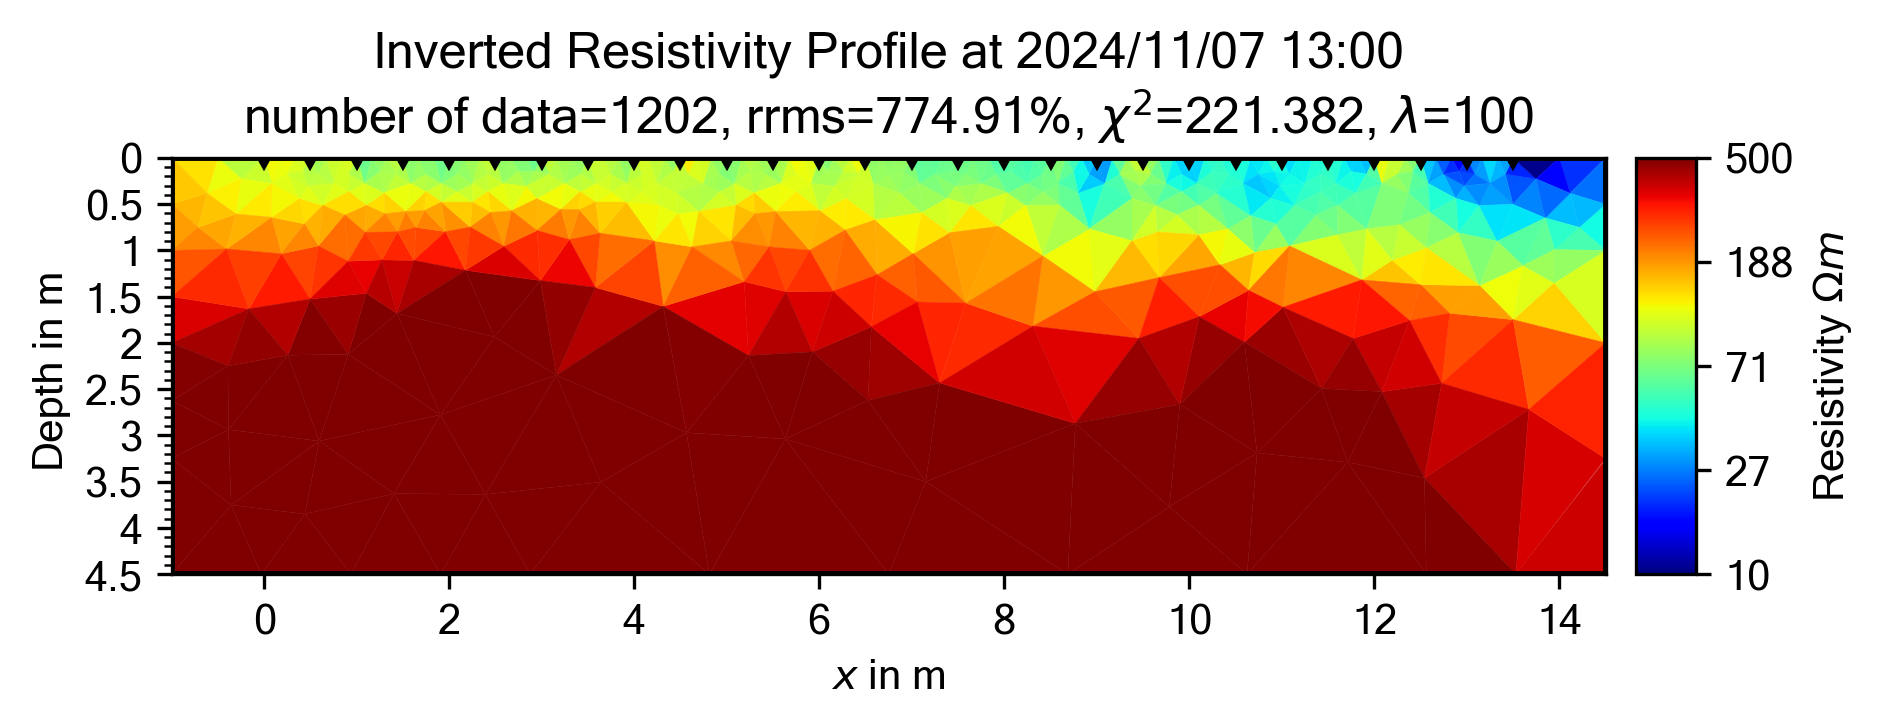 Inverted Resistivity Profile at 2024/11/07 13:00
number of data=1202, rrms=774.91%, χ²=221.382, λ=100
Depth in m
0
0.5
1
1.5
2
2.5
3
3.5
4
4.5
0 2 4 6 8 10 12 14
x in m
500
188
71
27
10
Resistivity Ωm